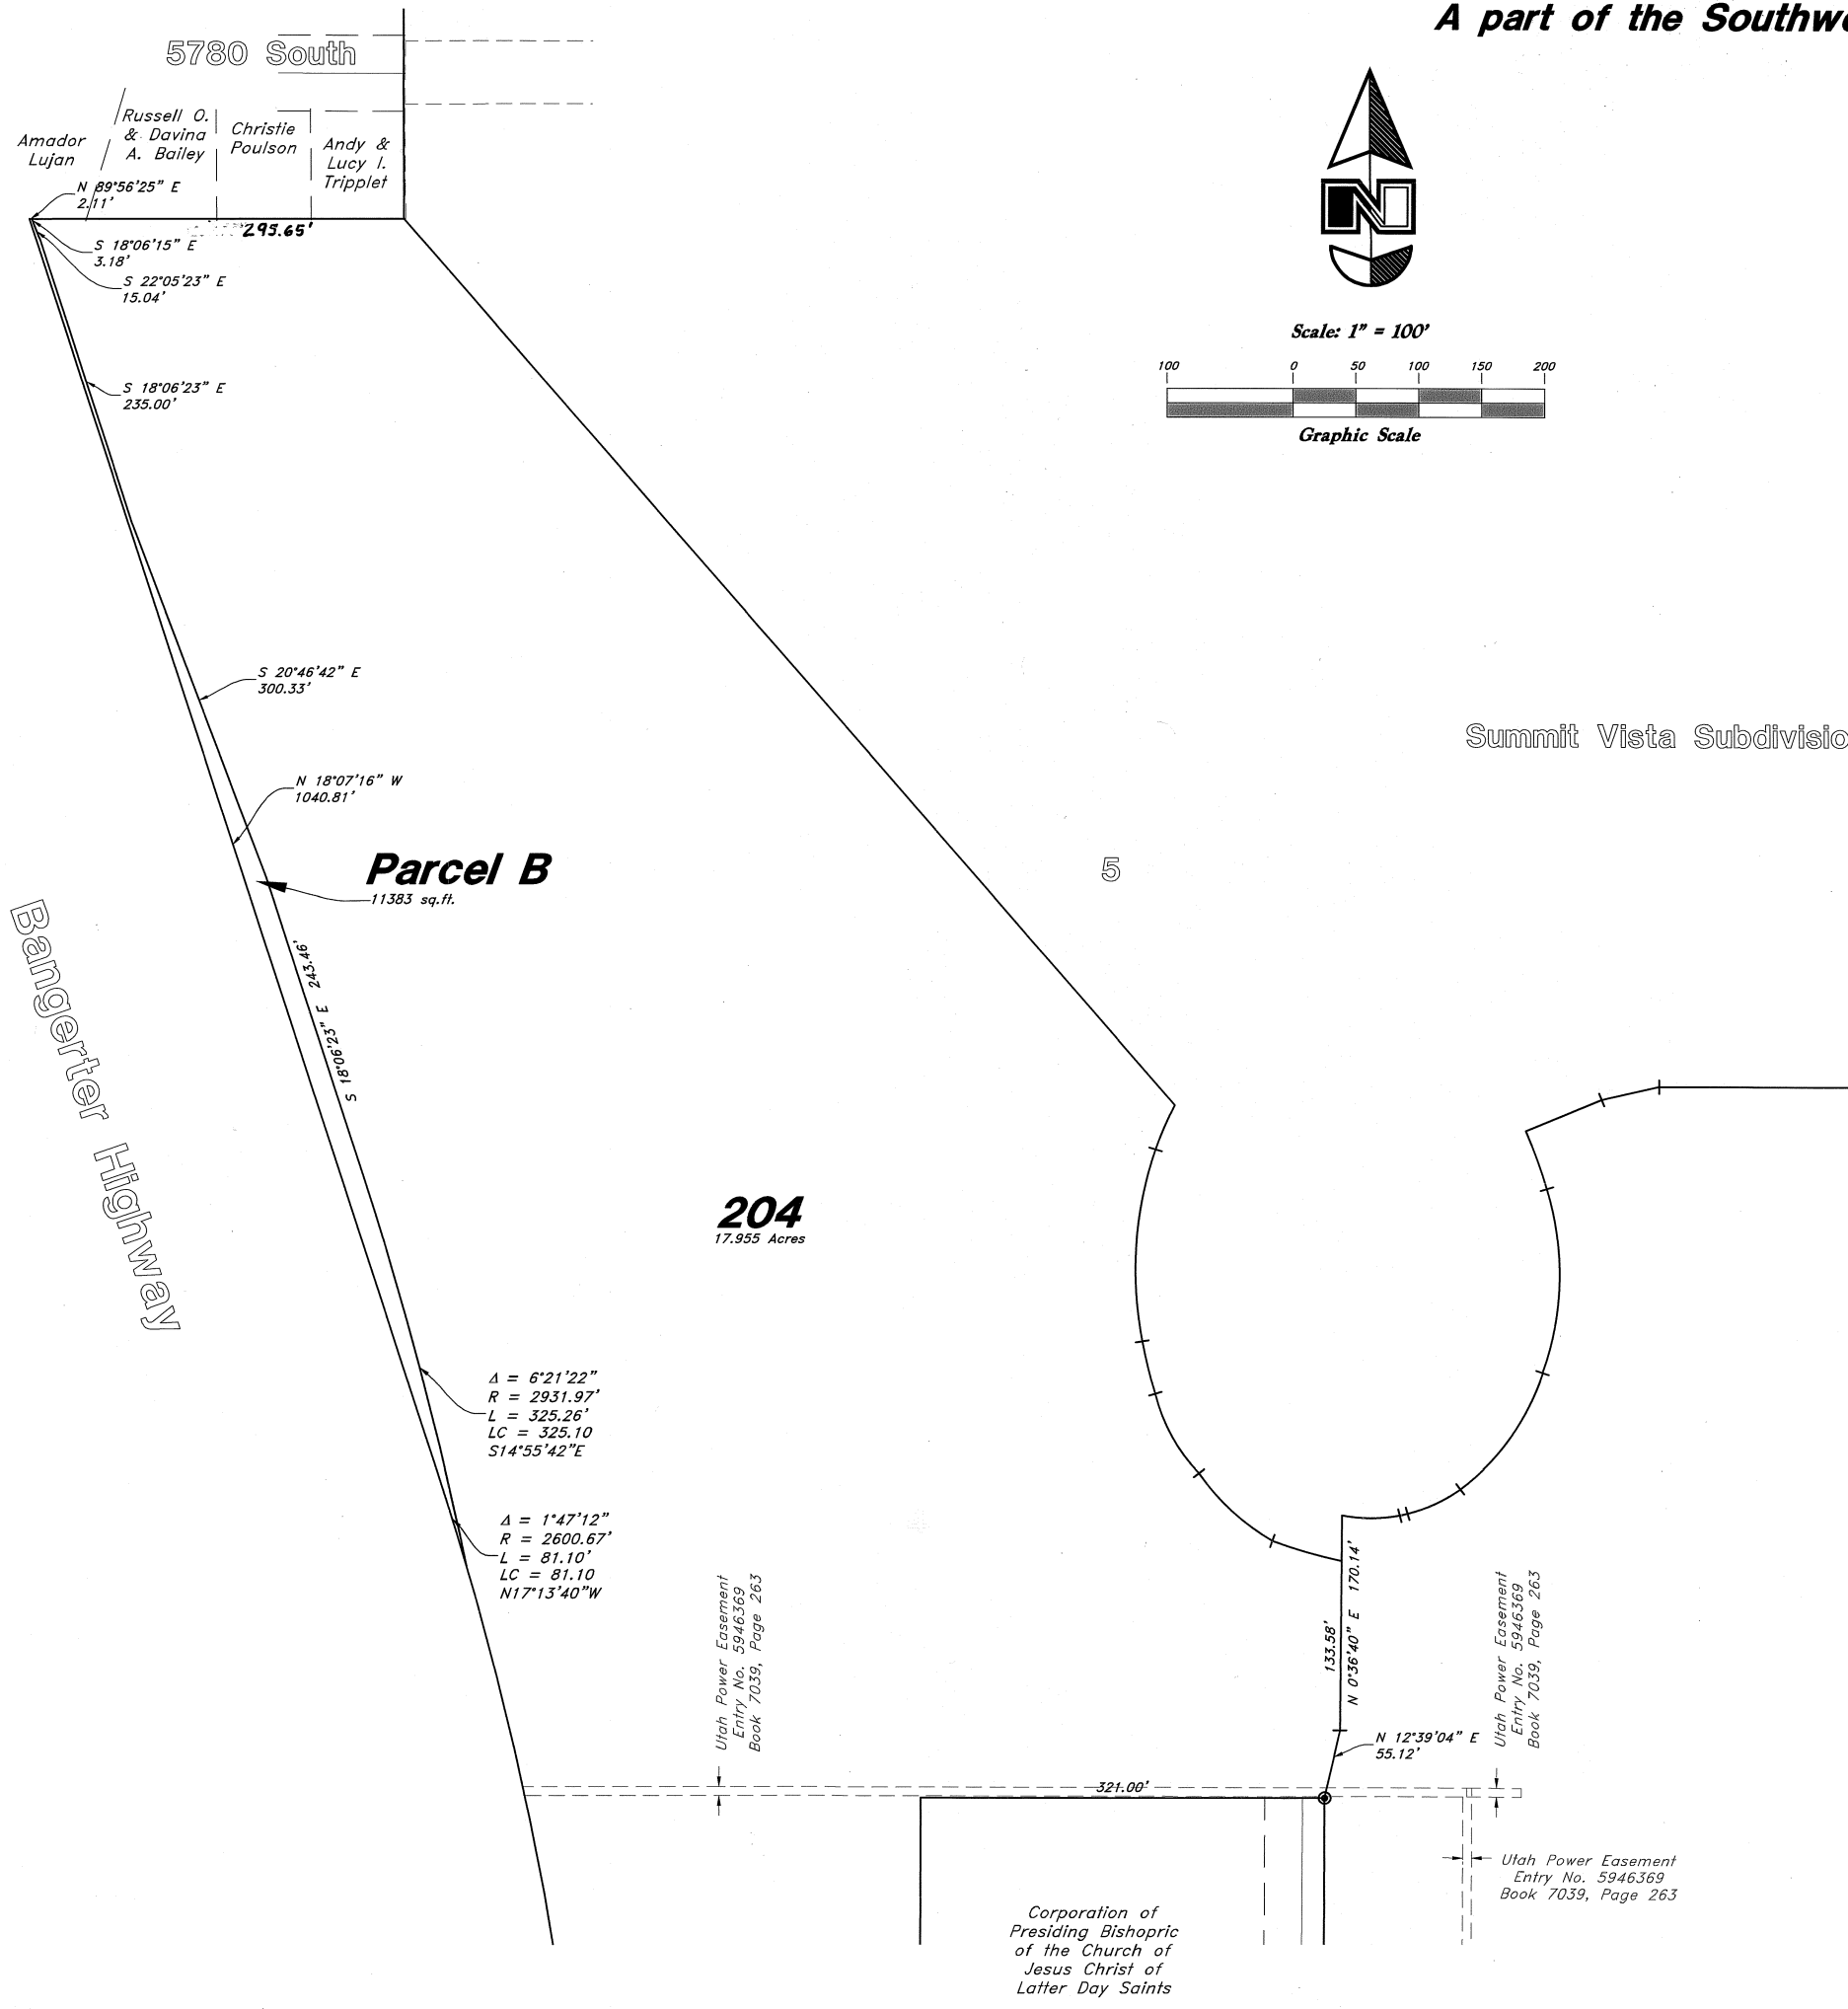 A part of the Southwe
5780 South
Amador
Lujan
Russell O.
& Davina
A. Bailey
Christie
Poulson
Andy &
Lucy I.
Tripplet
N 89°56'25" E
2.11'
295.65'
S 18°06'15" E
3.18'
S 22°05'23" E
15.04'
S 18°06'23" E
235.00'
N
Scale: 1" = 100'
100 0 50 100 150 200
Graphic Scale
S 20°46'42" E
300.33'
N 18°07'16" W
1040.81'
Summit Vista Subdivisio
Parcel B
11383 sq.ft.
5
Bangerter Highway
S 18°06'23" E 243.46'
204
17.955 Acres
Δ = 6°21'22"
R = 2931.97'
L = 325.26'
LC = 325.10
S14°55'42"E
Δ = 1°47'12"
R = 2600.67'
L = 81.10'
LC = 81.10
N17°13'40"W
Utah Power Easement
Entry No. 5946369
Book 7039, Page 263
133.58'
N 0°36'40" E 170.14'
Utah Power Easement
Entry No. 5946369
Book 7039, Page 263
N 12°39'04" E
55.12'
321.00'
Utah Power Easement
Entry No. 5946369
Book 7039, Page 263
Corporation of
Presiding Bishopric
of the Church of
Jesus Christ of
Latter Day Saints